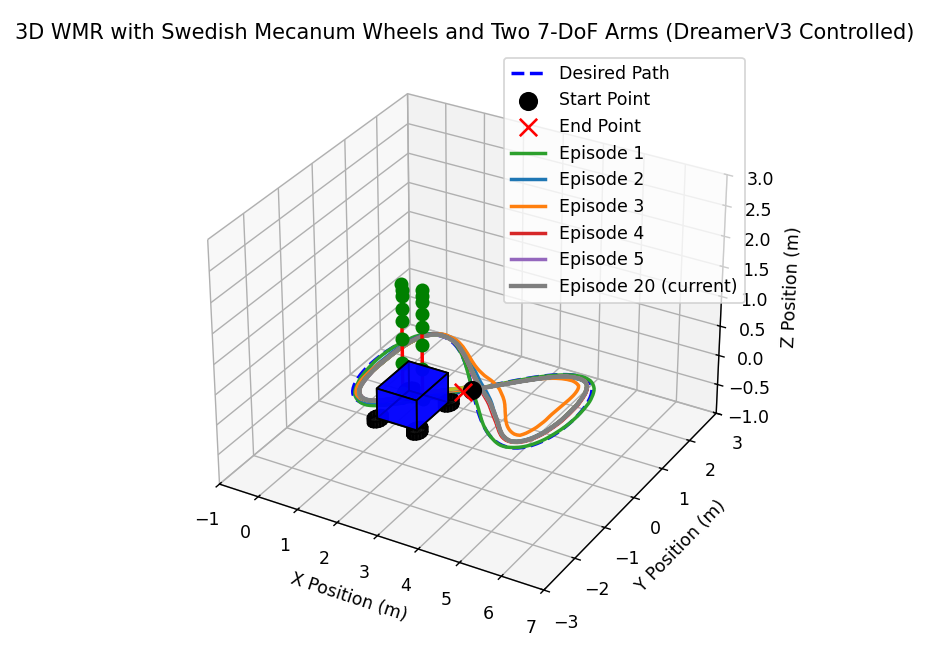 3D WMR with Swedish Mecanum Wheels and Two 7-DoF Arms (DreamerV3 Controlled)
Desired Path
Start Point
End Point
Episode 1
Episode 2
Episode 3
Episode 4
Episode 5
Episode 20 (current)
3.0
2.5
2.0
1.5
1.0
0.5
0.0
−0.5
−1.0
Z Position (m)
3
2
1
0
−1
−2
−3
Y Position (m)
−1
0
1
2
3
4
5
6
7
X Position (m)